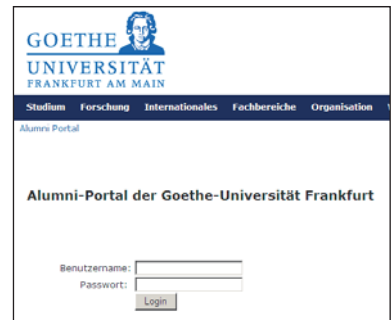 GOETHE
UNIVERSITÄT
FRANKFURT AM MAIN
Studium Forschung Internationales Fachbereiche Organisation
Alumni Portal
Alumni-Portal der Goethe-Universität Frankfurt
Benutzername:
Passwort:
Login